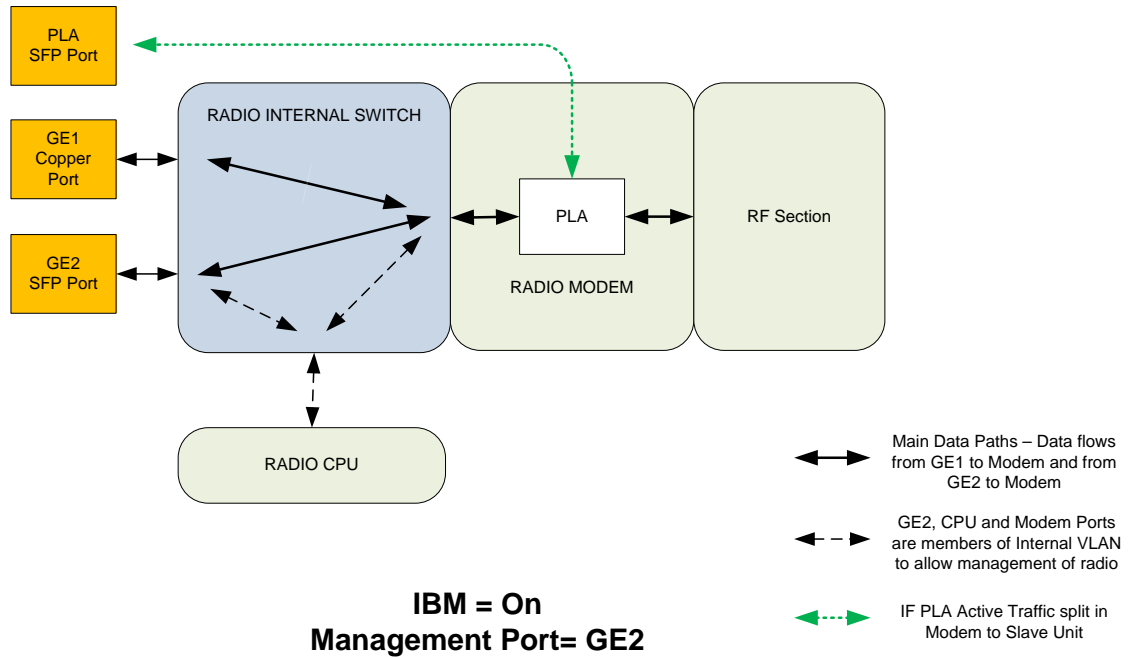 PLA
SFP Port
GE1
Copper
Port
GE2
SFP Port
RADIO INTERNAL SWITCH
PLA
RADIO MODEM
RF Section
RADIO CPU
Main Data Paths – Data flows
from GE1 to Modem and from
GE2 to Modem
GE2, CPU and Modem Ports
are members of Internal VLAN
to allow management of radio
IF PLA Active Traffic split in
Modem to Slave Unit
IBM = On
Management Port= GE2